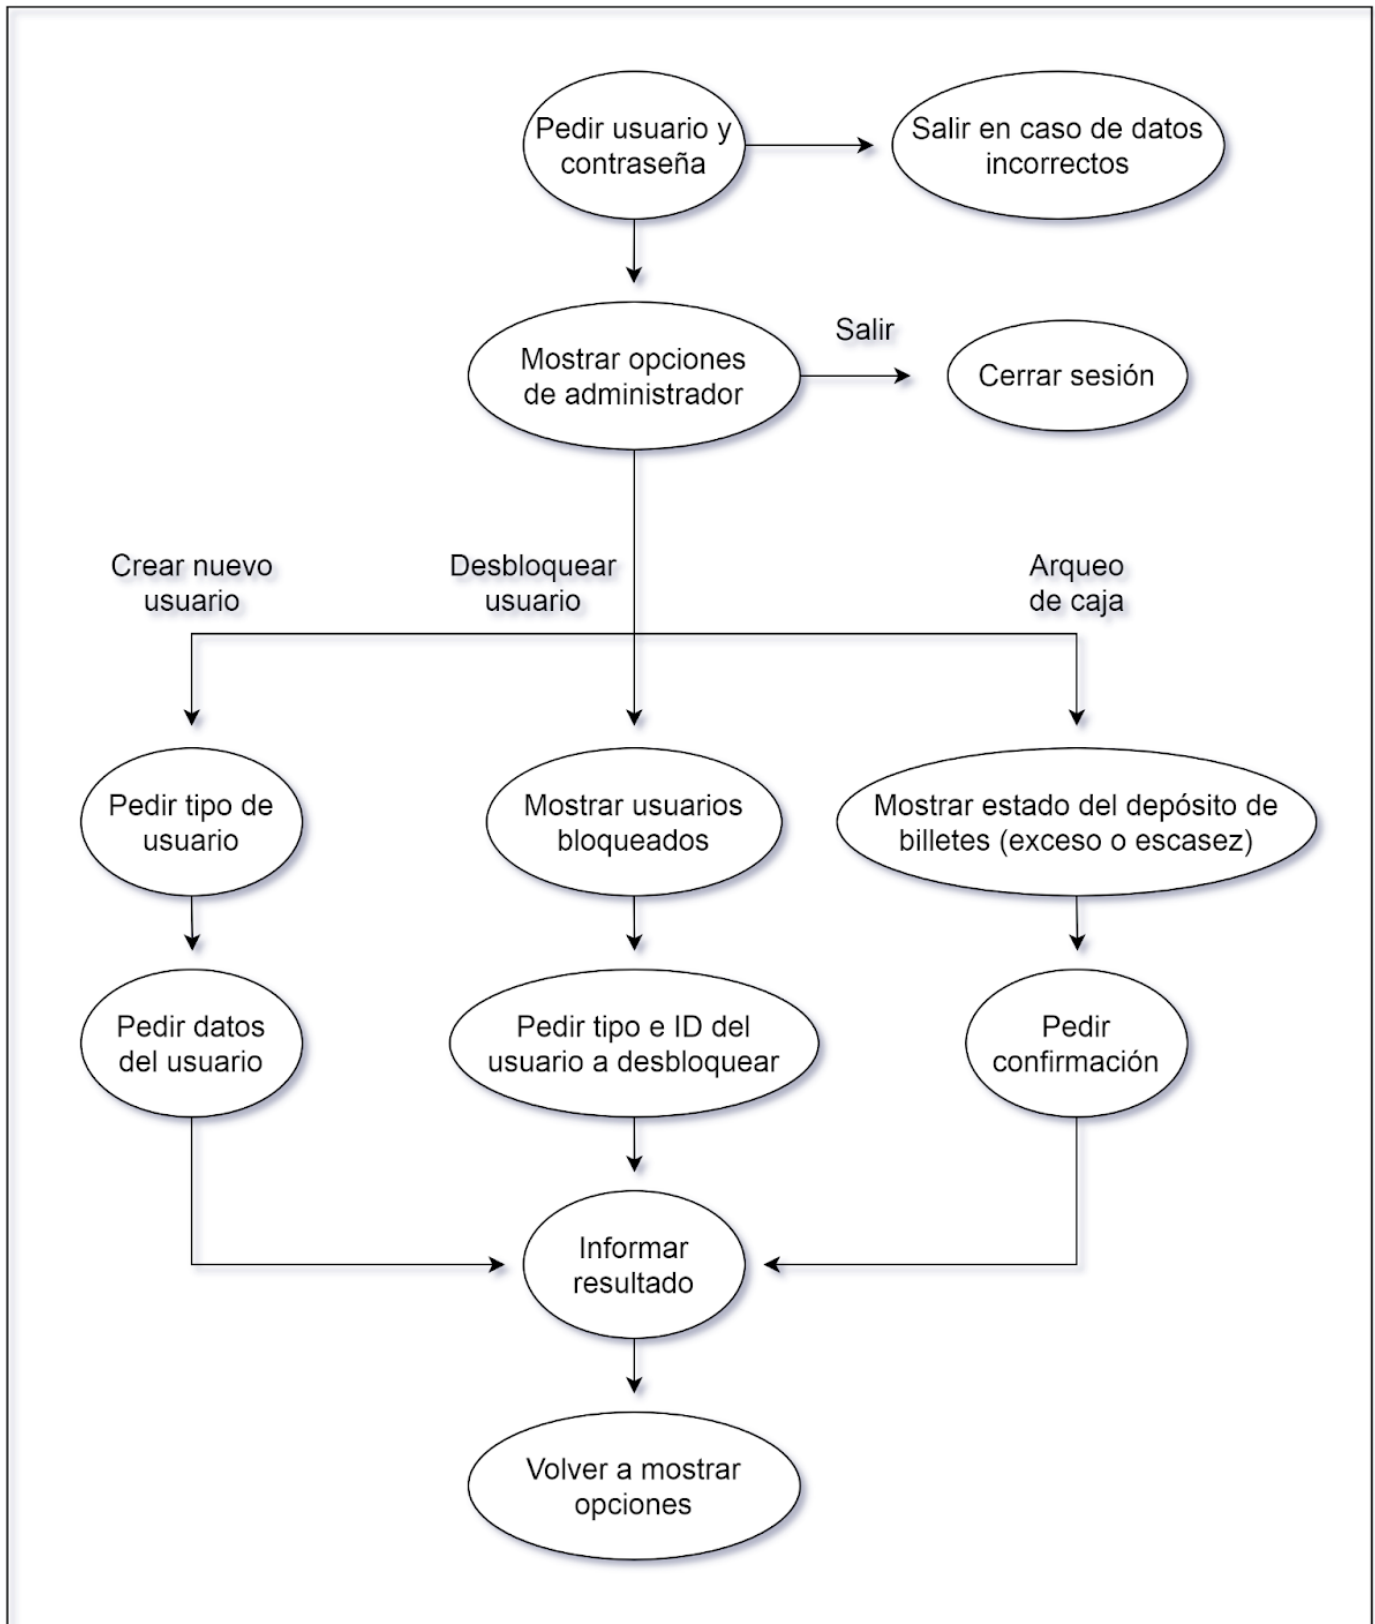 Pedir usuario y
contraseña
Salir en caso de datos
incorrectos
Mostrar opciones
de administrador
Salir
Cerrar sesión
Crear nuevo
usuario
Desbloquear
usuario
Arqueo
de caja
Pedir tipo de
usuario
Mostrar usuarios
bloqueados
Mostrar estado del depósito de
billetes (exceso o escasez)
Pedir datos
del usuario
Pedir tipo e ID del
usuario a desbloquear
Pedir
confirmación
Informar
resultado
Volver a mostrar
opciones